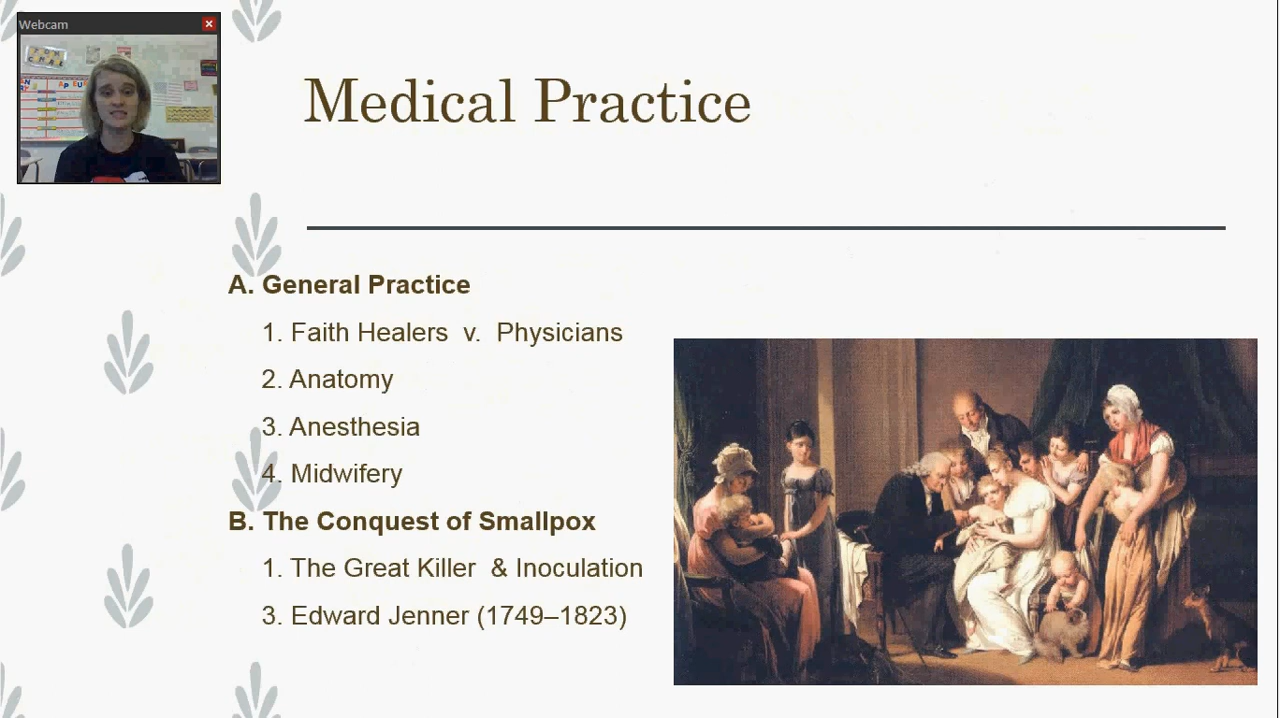 Webcam
Medical Practice
A. General Practice
1. Faith Healers v. Physicians
2. Anatomy
3. Anesthesia
4. Midwifery
B. The Conquest of Smallpox
1. The Great Killer & Inoculation
3. Edward Jenner (1749–1823)